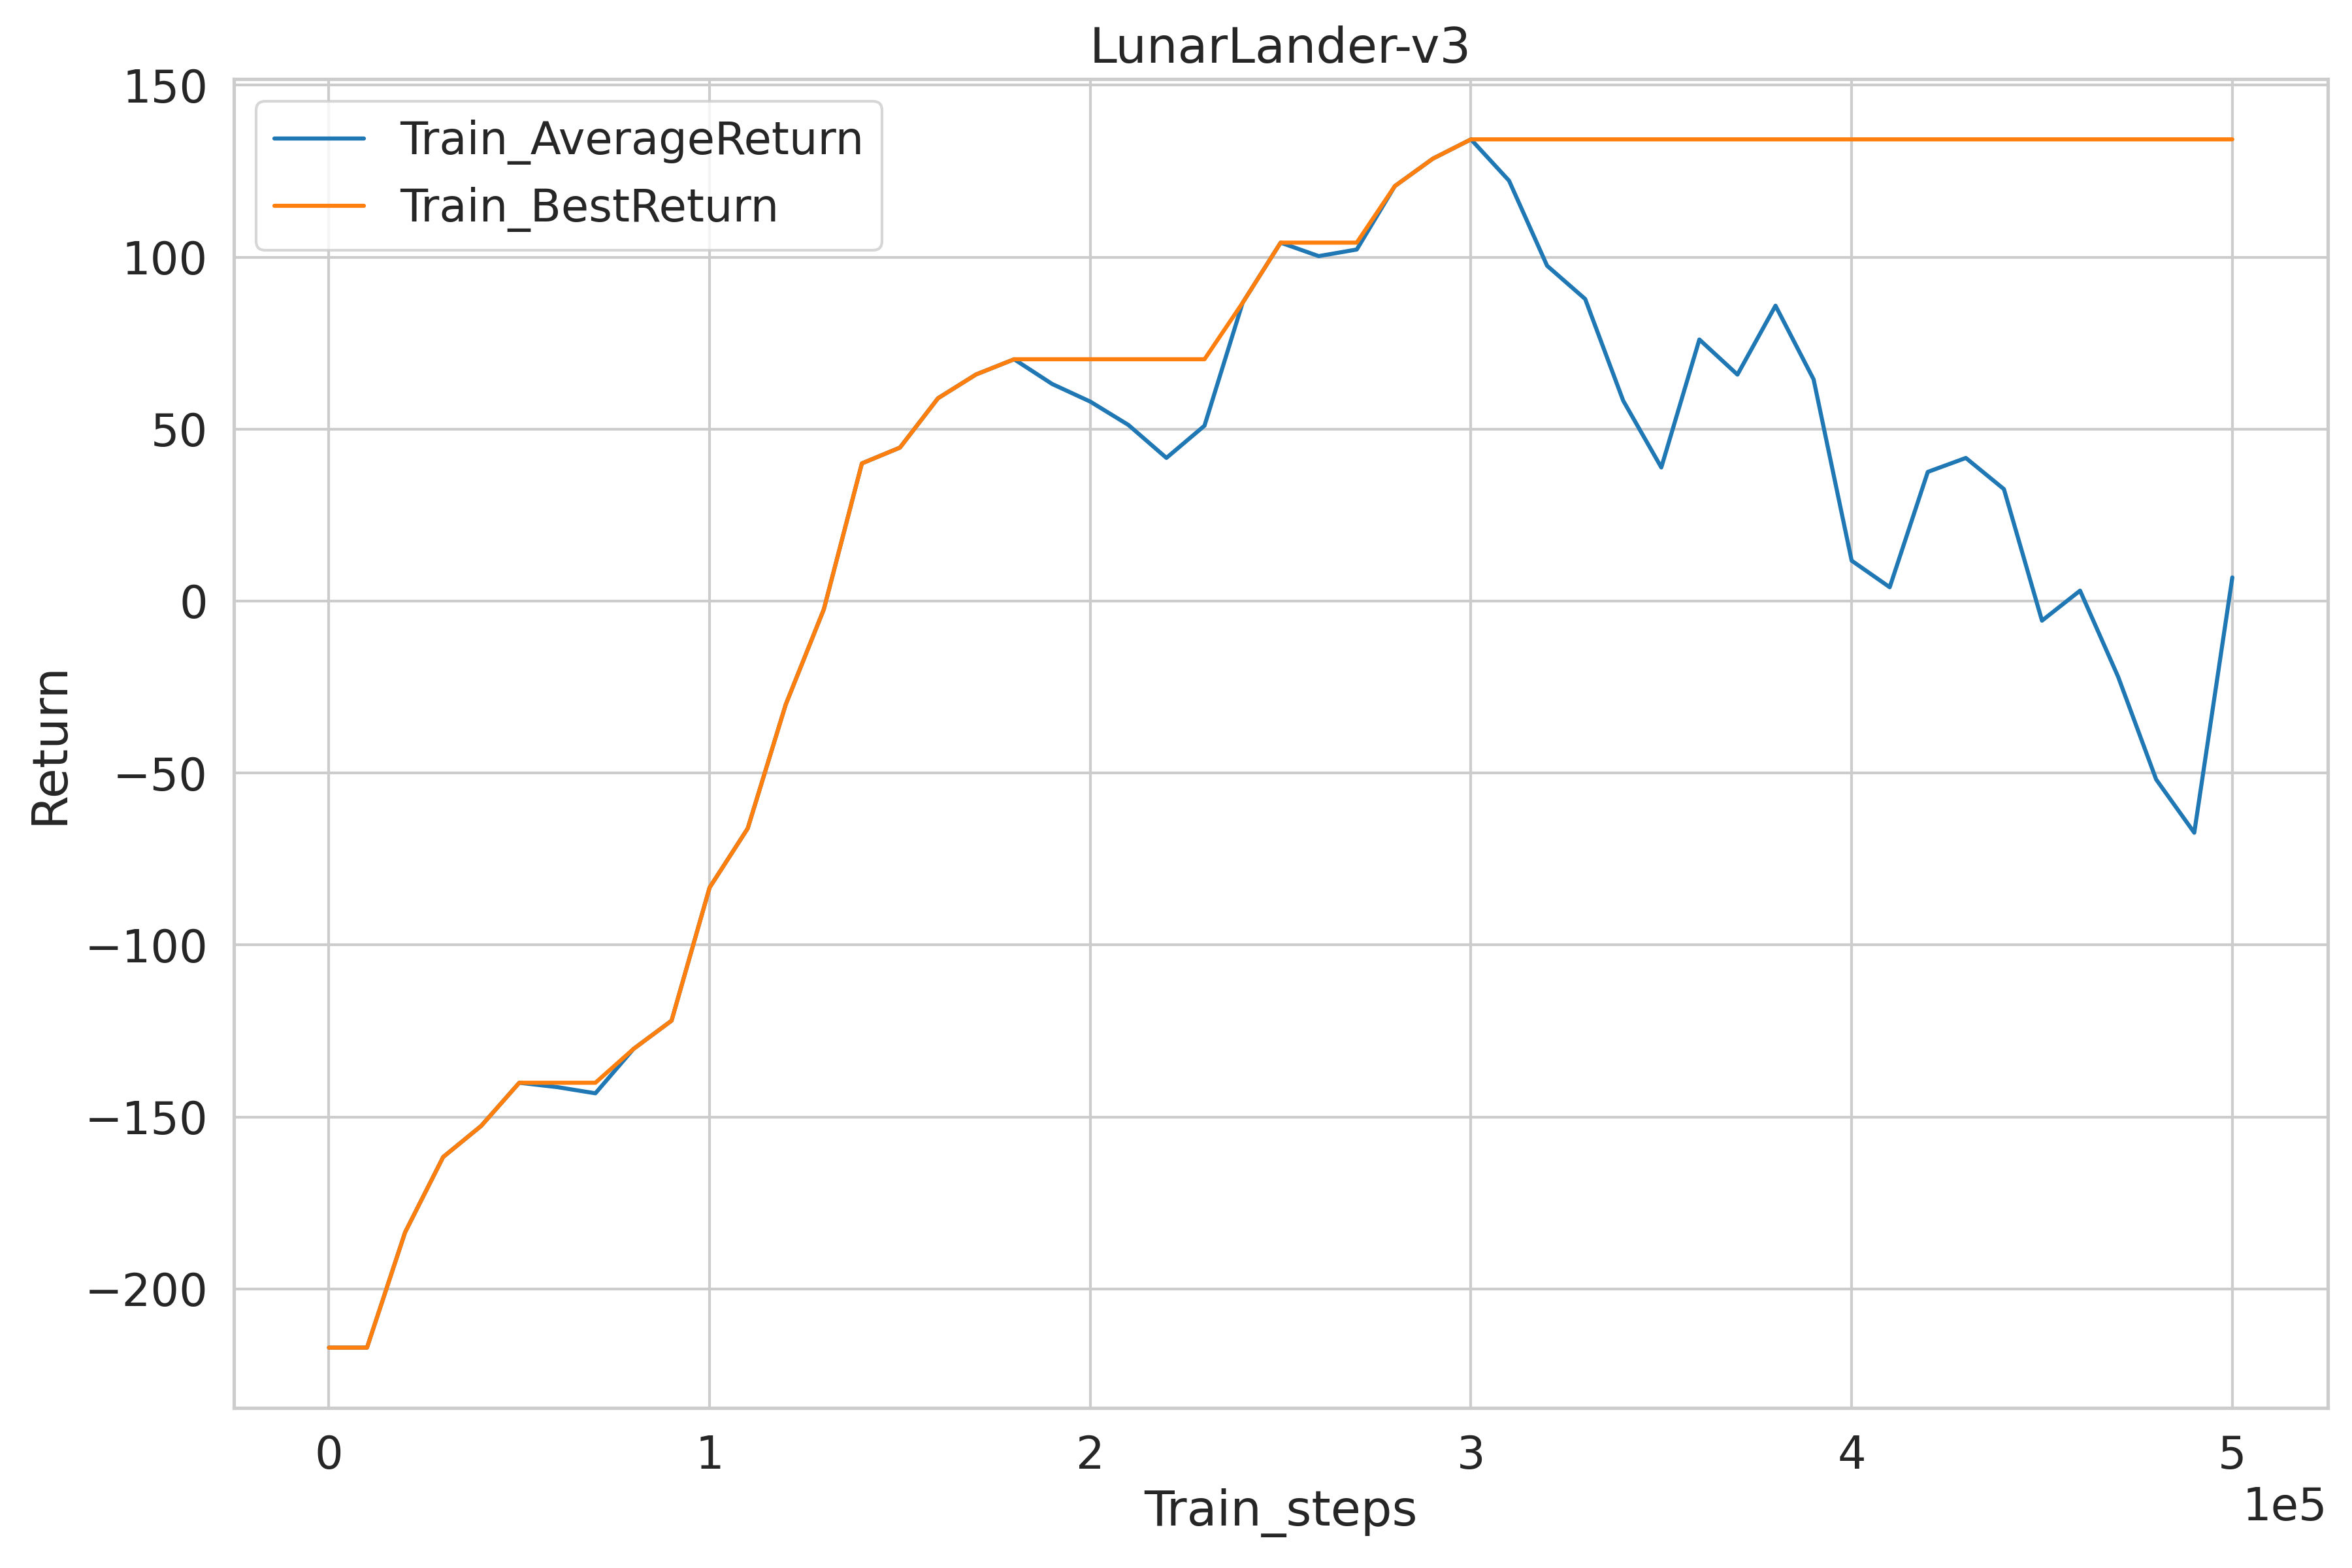 LunarLander-v3
150
100
50
0
−50
−100
−150
−200
Return
Train_AverageReturn
Train_BestReturn
0 1 2 3 4 5
1e5
Train_steps